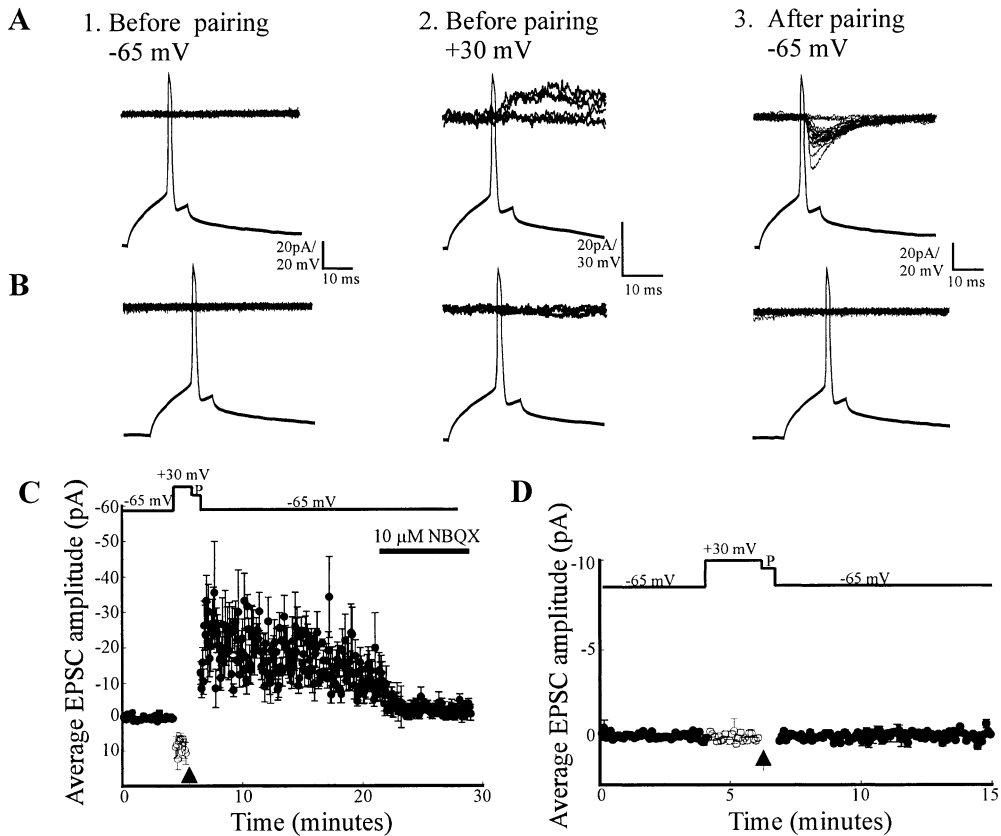 A
1. Before pairing
-65 mV
2. Before pairing
+30 mV
3. After pairing
-65 mV
20pA/
20 mV
10 ms
20pA/
30 mV
10 ms
20pA/
20 mV
10 ms
B
C
+30 mV
-65 mV
P
-65 mV
10 µM NBQX
Average EPSC amplitude (pA)
-60
-50
-40
-30
-20
-10
0
10
0
10
20
30
Time (minutes)
D
+30 mV
P
-65 mV
-65 mV
Average EPSC amplitude (pA)
-10
-5
0
0
5
10
15
Time (minutes)